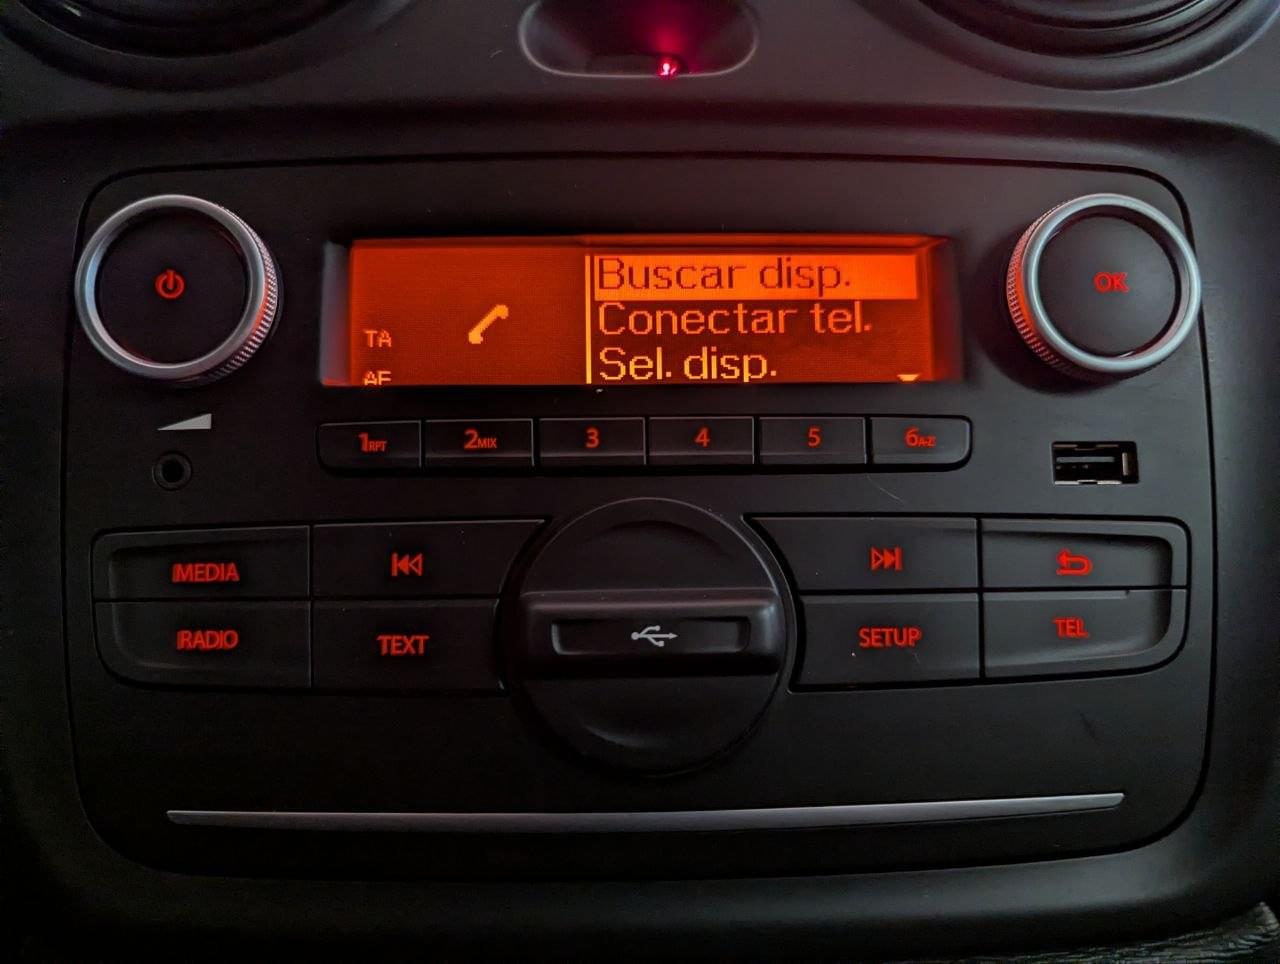 Buscar disp.
Conectar tel.
Sel. disp.
TA
AF
OK
1RPT
2MIX
3
4
5
6A-Z
MEDIA
RADIO
TEXT
SETUP
TEL